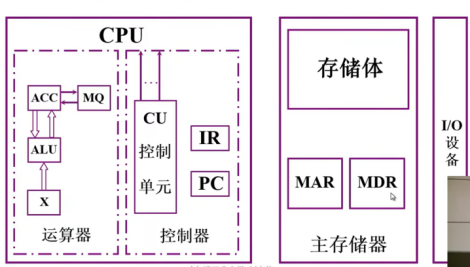 CPU
ACC
MQ
ALU
X
运算器
...
CU
控制
单元
IR
PC
控制器
存储体
MAR
MDR
主存储器
I/O
设
备